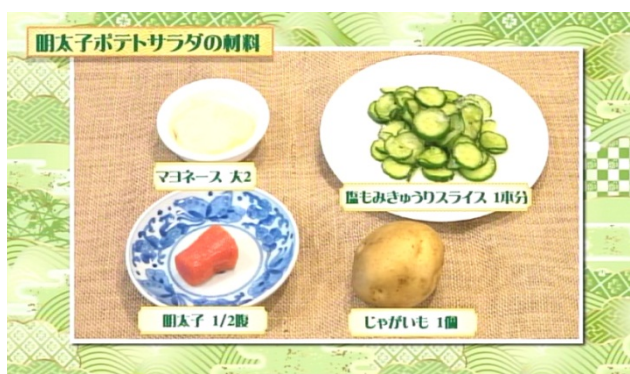 明太子ポテトサラダの材料
マヨネーズ 大2
塩もみきゅうりスライス 1本分
明太子 1/2腹
じゃがいも 1個